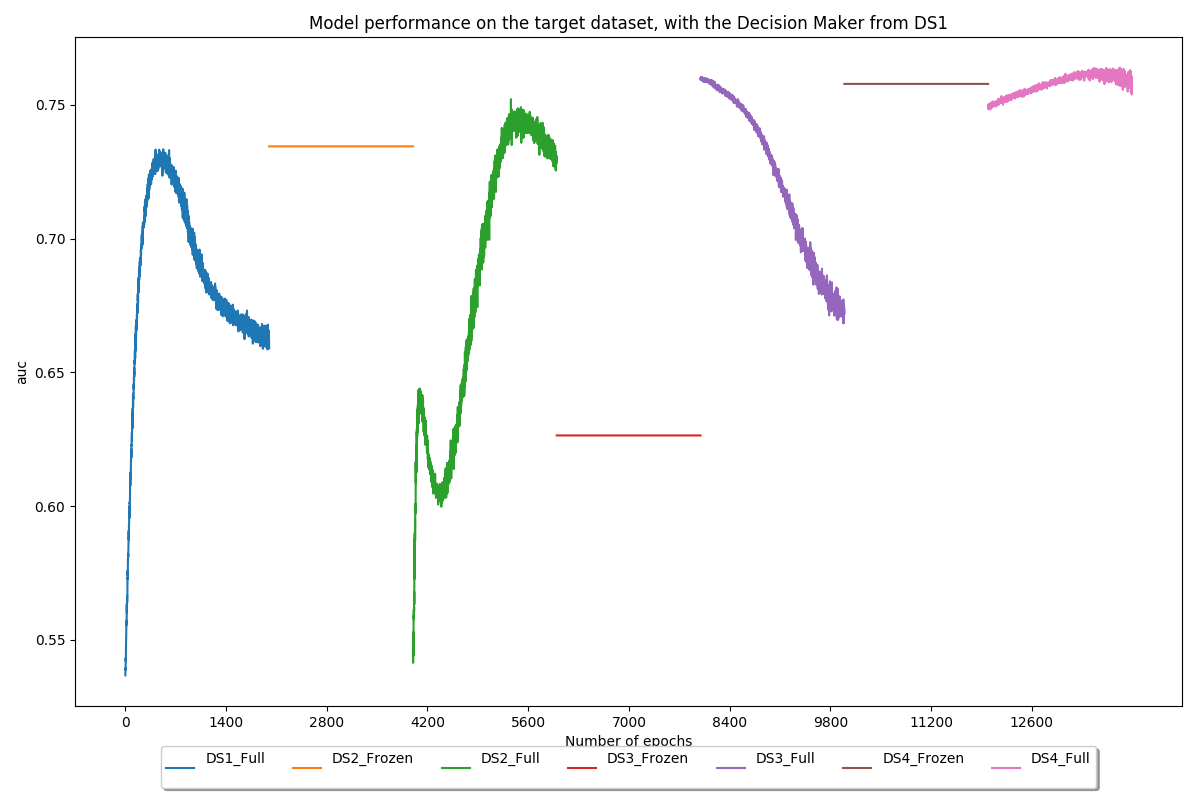 Model performance on the target dataset, with the Decision Maker from DS1
auc
0.75
0.70
0.65
0.60
0.55
0 1400 2800 4200 5600 7000 8400 9800 11200 12600
Number of epochs
DS1_Full DS2_Frozen DS2_Full DS3_Frozen DS3_Full DS4_Frozen DS4_Full